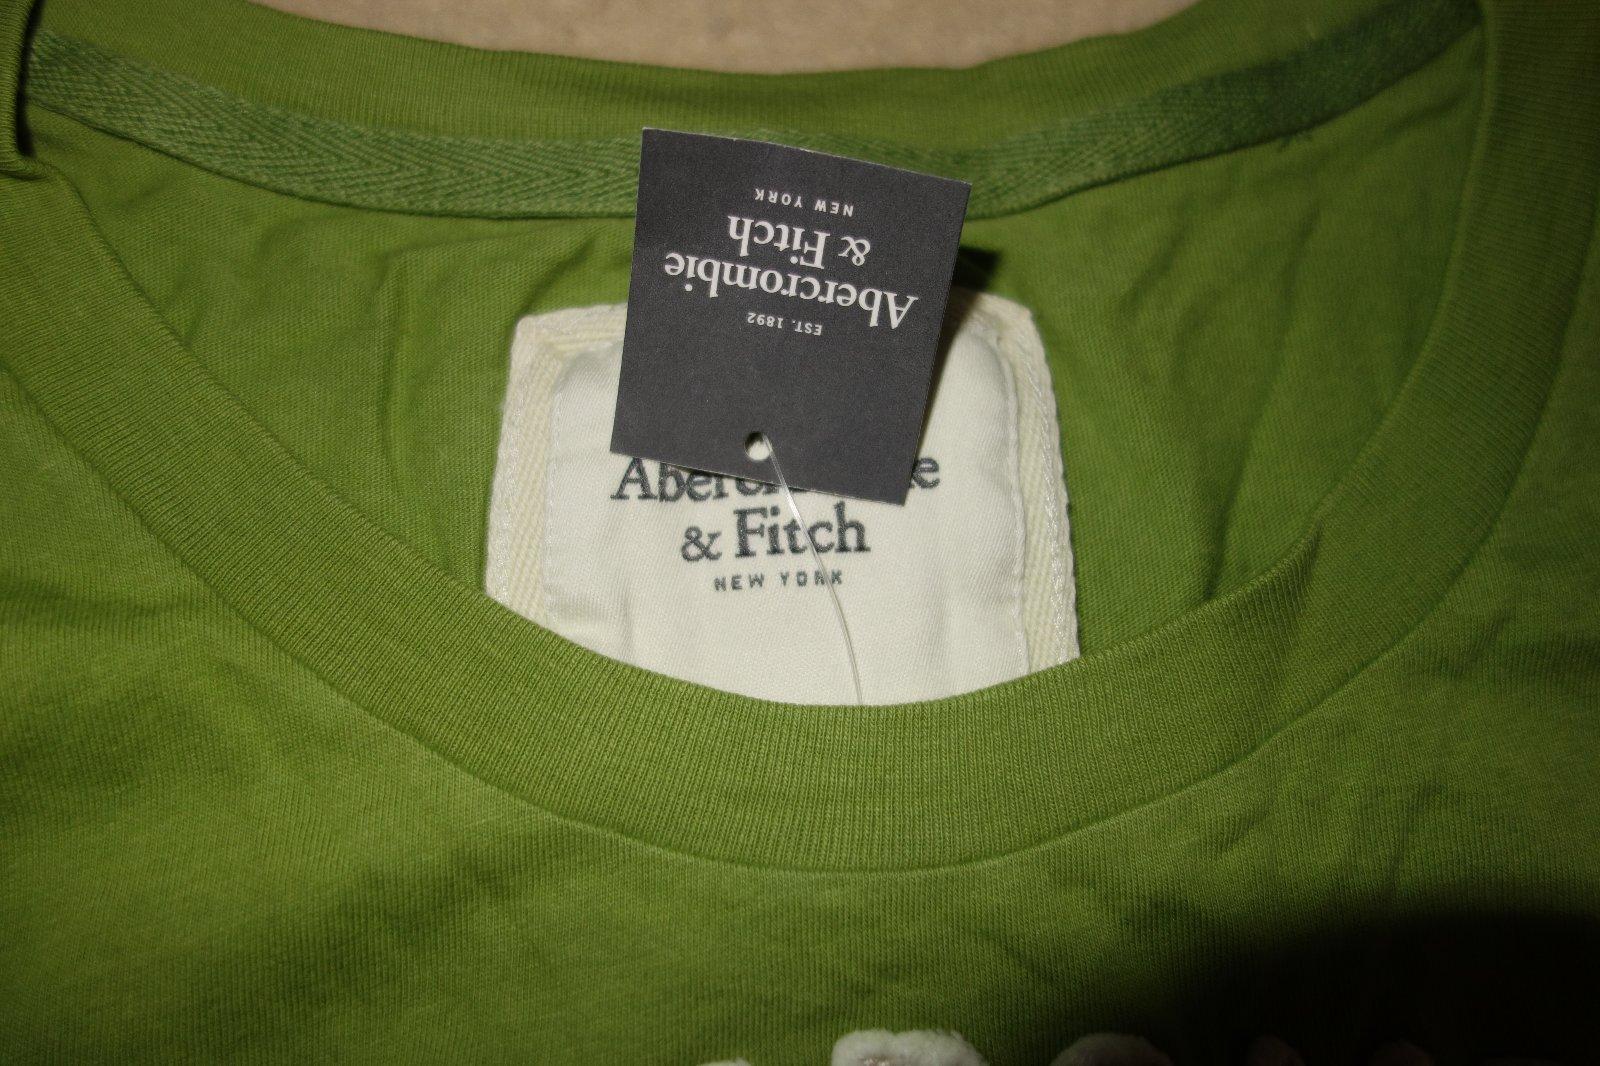 EST. 1892
Abercrombie
& Fitch
NEW YORK
& Fitch
NEW YORK